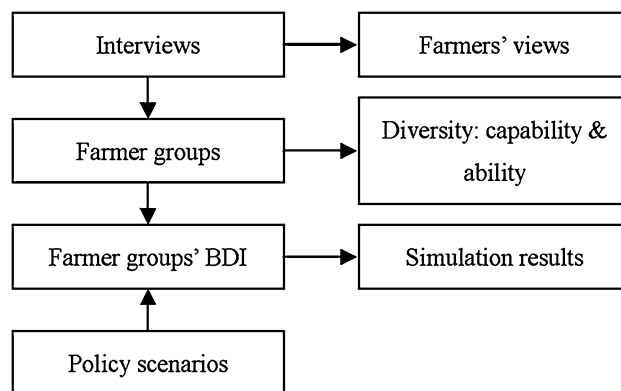 Interviews
Farmers’ views
Farmer groups
Diversity: capability &
ability
Farmer groups’ BDI
Simulation results
Policy scenarios